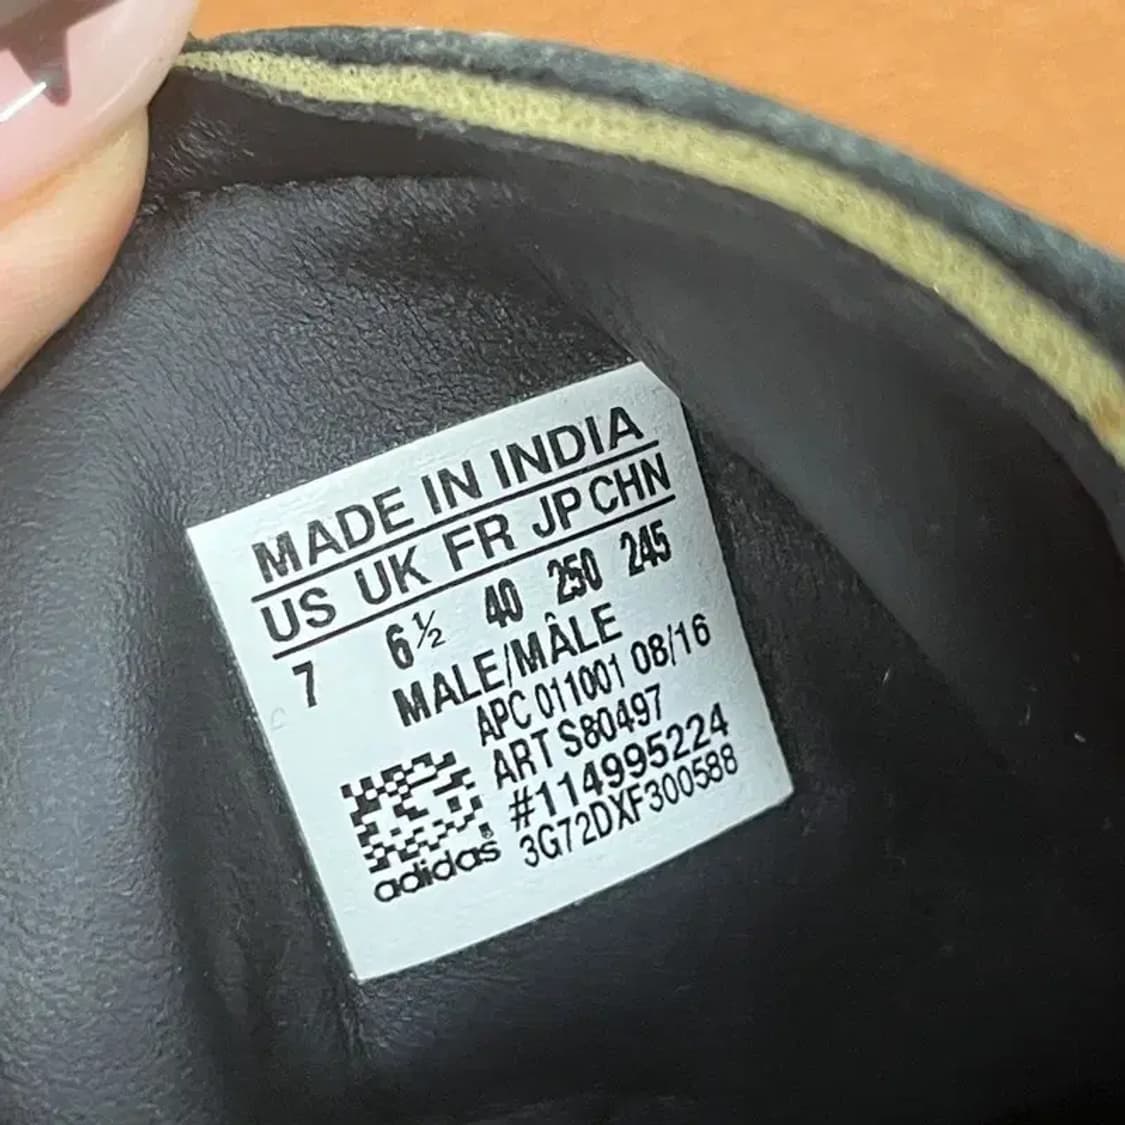 MADE IN INDIA
US UK FR JP CHN
7 6½ 40 250 245
MALE/MÂLE
APC 011001 08/16
ART S80497
#114995224
3G72DXF300588
adidas®